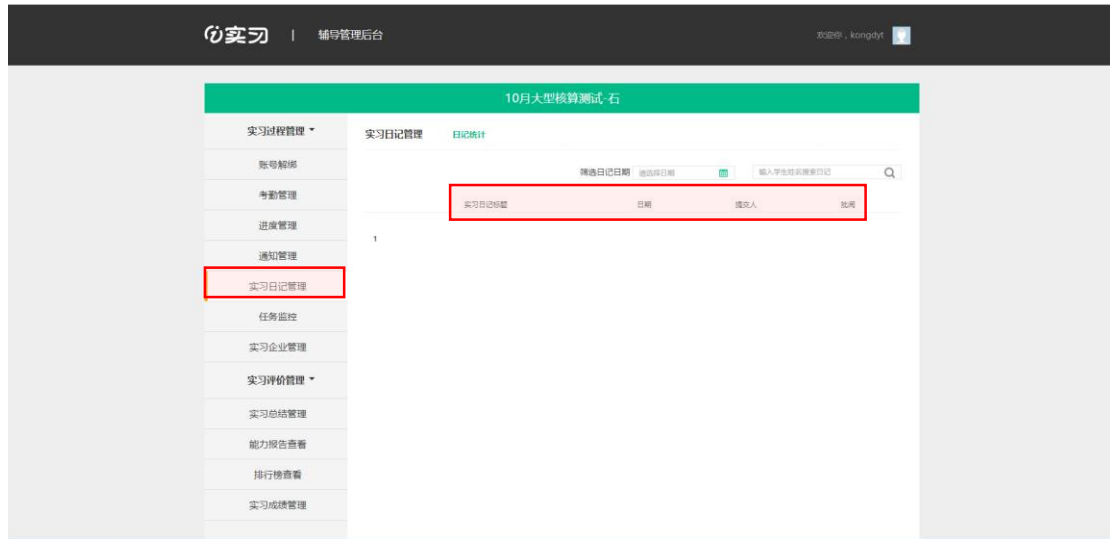 i实习 | 辅导管理后台
欢迎你，kongdyt
10月大型核算测试-石
实习过程管理
实习日记管理 日记统计
账号解绑
筛选日记日期 请选择日期 输入学生姓名搜索日记
考勤管理
实习日记标题 日期 提交人 批阅
进度管理
1
通知管理
实习日记管理
任务监控
实习企业管理
实习评价管理
实习总结管理
能力报告查看
排行榜查看
实习成绩管理